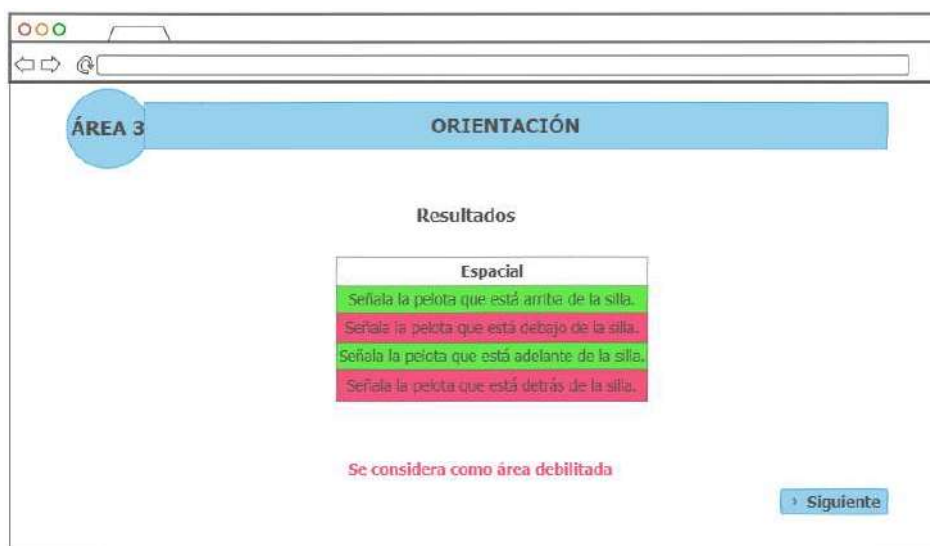 ÁREA 3
ORIENTACIÓN
Resultados
Espacial
Señala la pelota que está arriba de la silla.
Señala la pelota que está debajo de la silla.
Señala la pelota que está adelante de la silla.
Señala la pelota que está detrás de la silla.
Se considera como área debilitada
› Siguiente